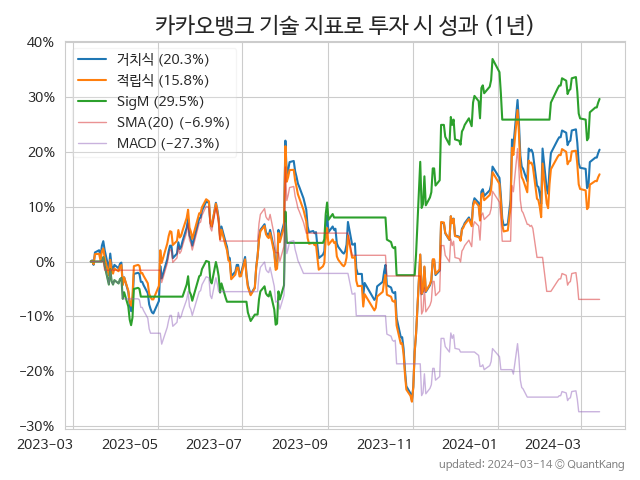 카카오뱅크 기술 지표로 투자 시 성과 (1년)
40%
30%
20%
10%
0%
−10%
−20%
−30%
거치식 (20.3%)
적립식 (15.8%)
SigM (29.5%)
SMA(20) (−6.9%)
MACD (−27.3%)
2023-03 2023-05 2023-07 2023-09 2023-11 2024-01 2024-03
updated: 2024-03-14 ⓒ QuantKang